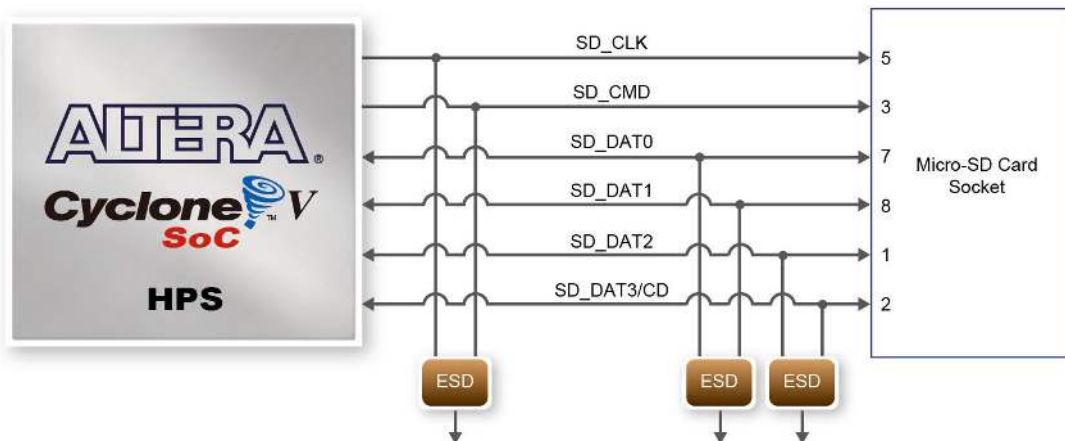 ALTERA®
Cyclone™ V
SoC
HPS
SD_CLK
SD_CMD
SD_DAT0
SD_DAT1
SD_DAT2
SD_DAT3/CD
5
3
7
8
1
2
Micro-SD Card
Socket
ESD
ESD
ESD